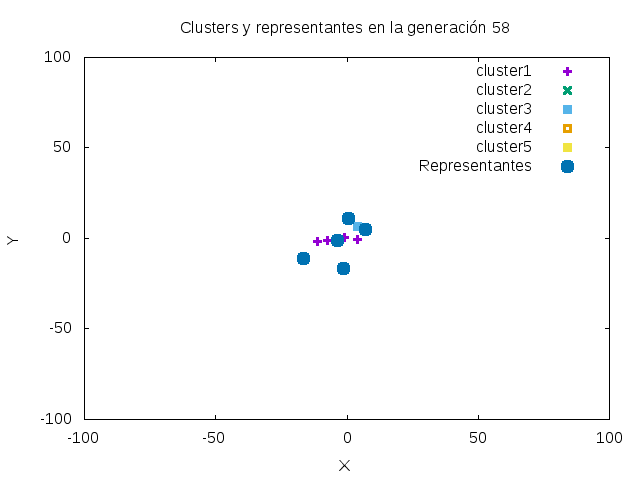 Clusters y representantes en la generación 58
100
50
0
-50
-100
-100
-50
0
50
100
Y
X
cluster1
cluster2
cluster3
cluster4
cluster5
Representantes